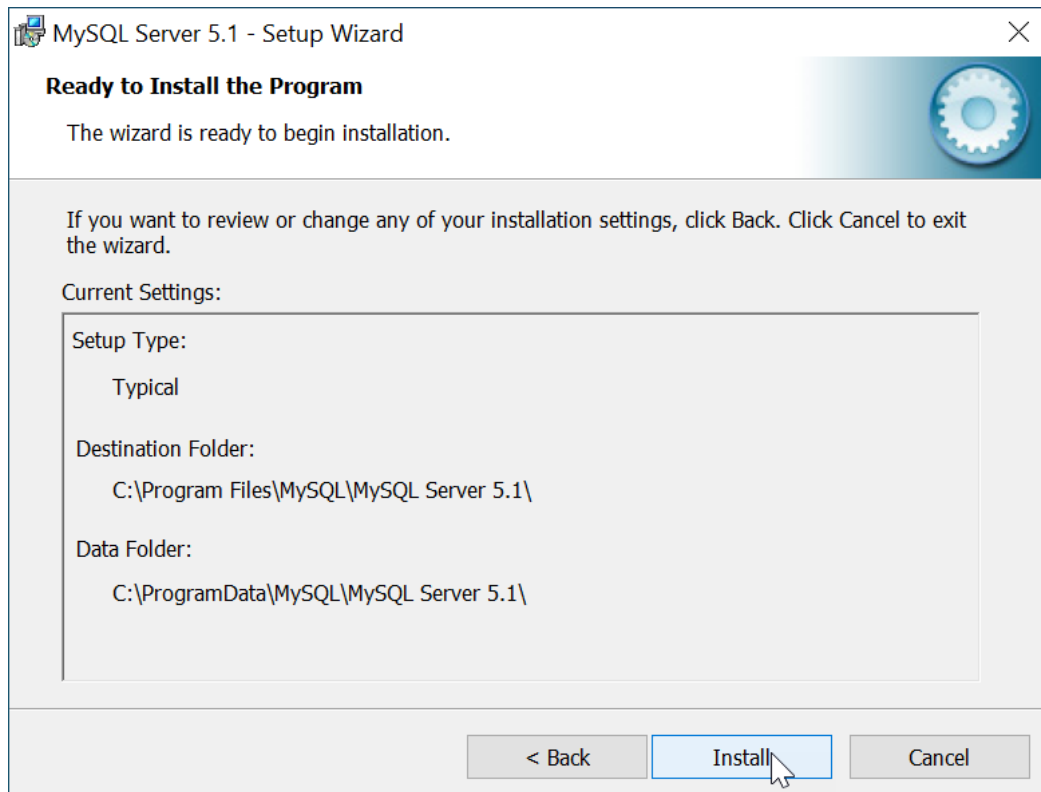 MySQL Server 5.1 - Setup Wizard
Ready to Install the Program
The wizard is ready to begin installation.
If you want to review or change any of your installation settings, click Back. Click Cancel to exit
the wizard.
Current Settings:
Setup Type:
Typical
Destination Folder:
C:\Program Files\MySQL\MySQL Server 5.1\
Data Folder:
C:\ProgramData\MySQL\MySQL Server 5.1\
< Back
Install
Cancel